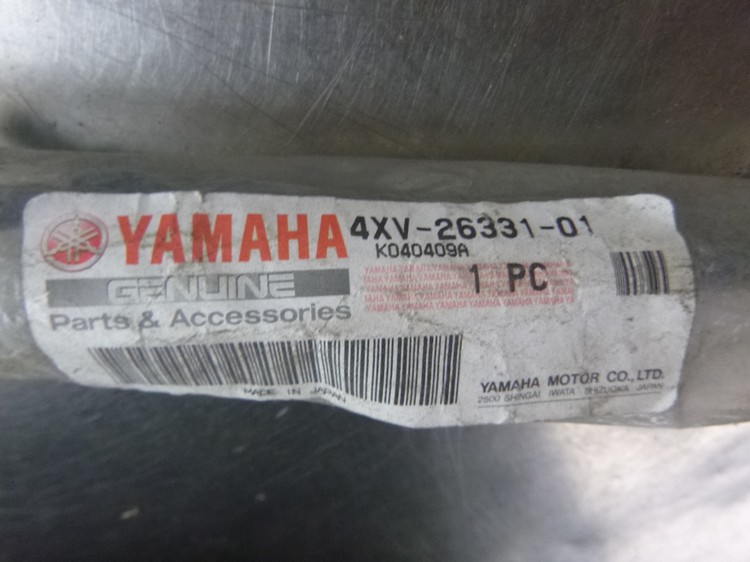 YAMAHA
4XV-26331-01
K040409A
GENUINE
1 PC
Parts & Accessories
MADE IN JAPAN
YAMAHA MOTOR CO.,LTD.
2500 SHINGAI IWATA SHIZUOKA JAPAN